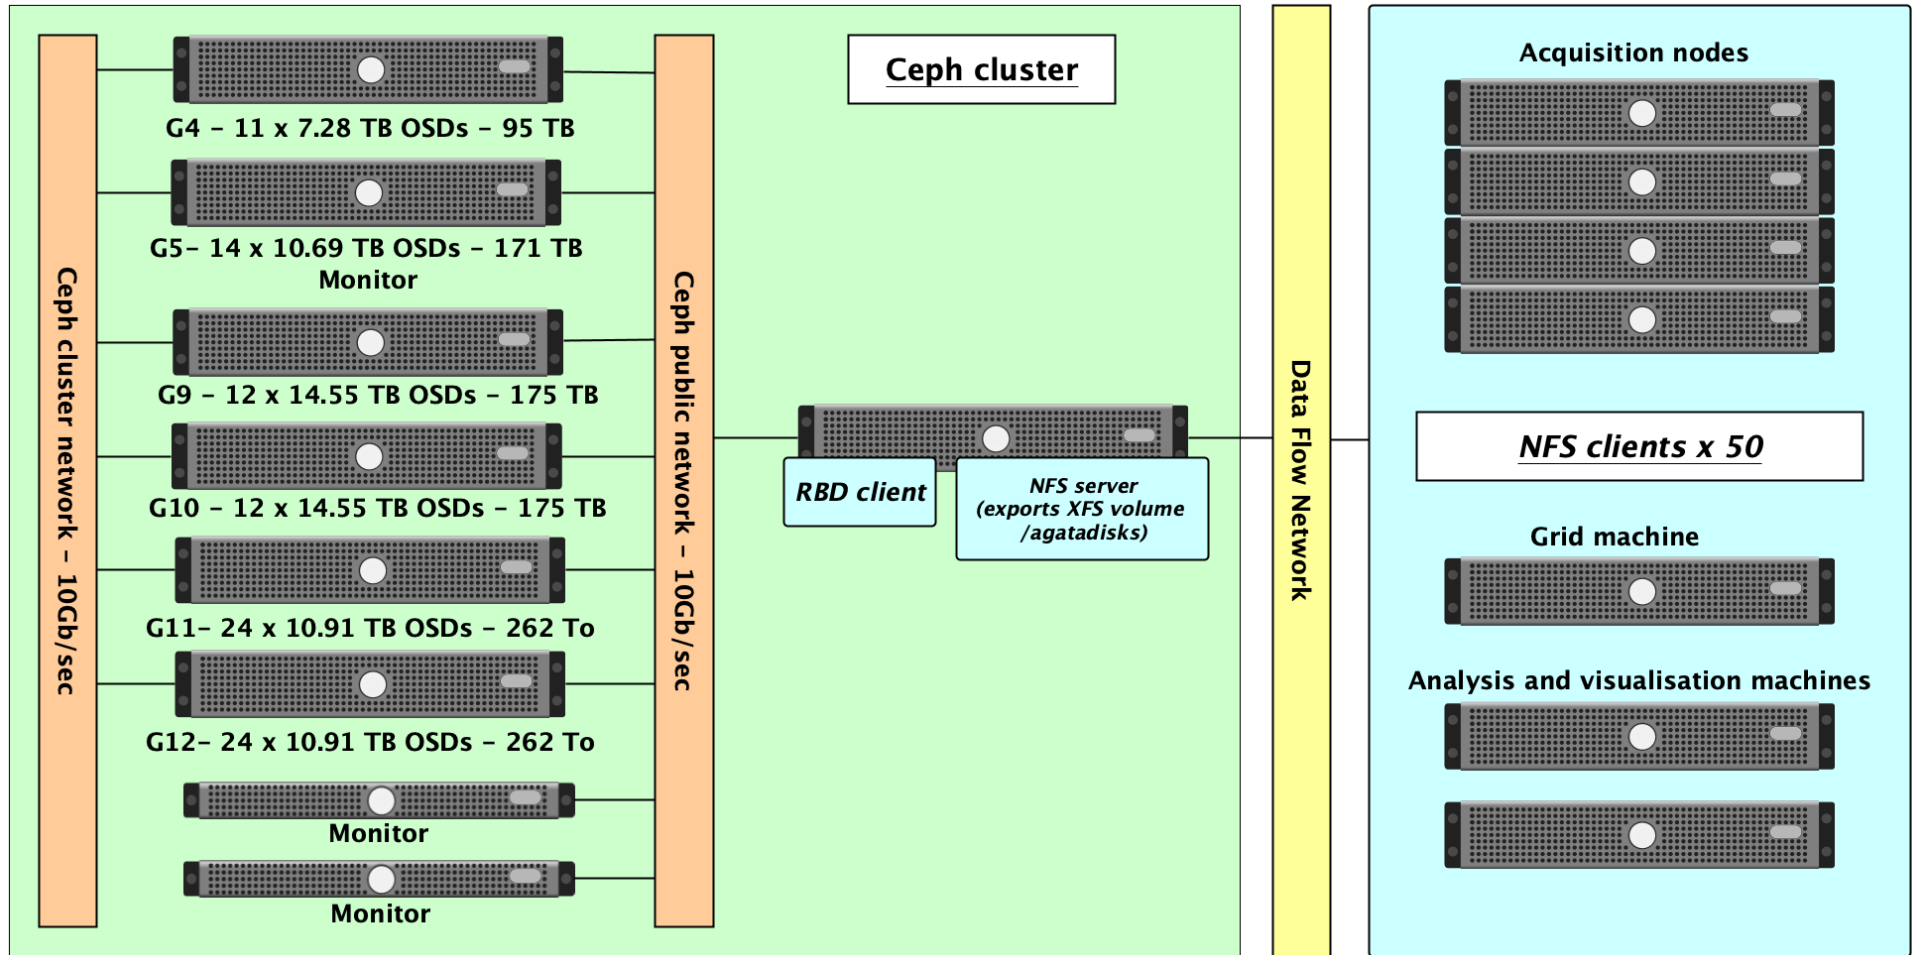 Ceph cluster network – 10Gb/sec
G4 – 11 x 7.28 TB OSDs – 95 TB
G5– 14 x 10.69 TB OSDs – 171 TB
Monitor
G9 – 12 x 14.55 TB OSDs – 175 TB
G10 – 12 x 14.55 TB OSDs – 175 TB
G11– 24 x 10.91 TB OSDs – 262 To
G12– 24 x 10.91 TB OSDs – 262 To
Monitor
Monitor
Ceph public network – 10Gb/sec
Ceph cluster
RBD client
NFS server
(exports XFS volume
/agatadisks)
Data Flow Network
Acquisition nodes
NFS clients x 50
Grid machine
Analysis and visualisation machines